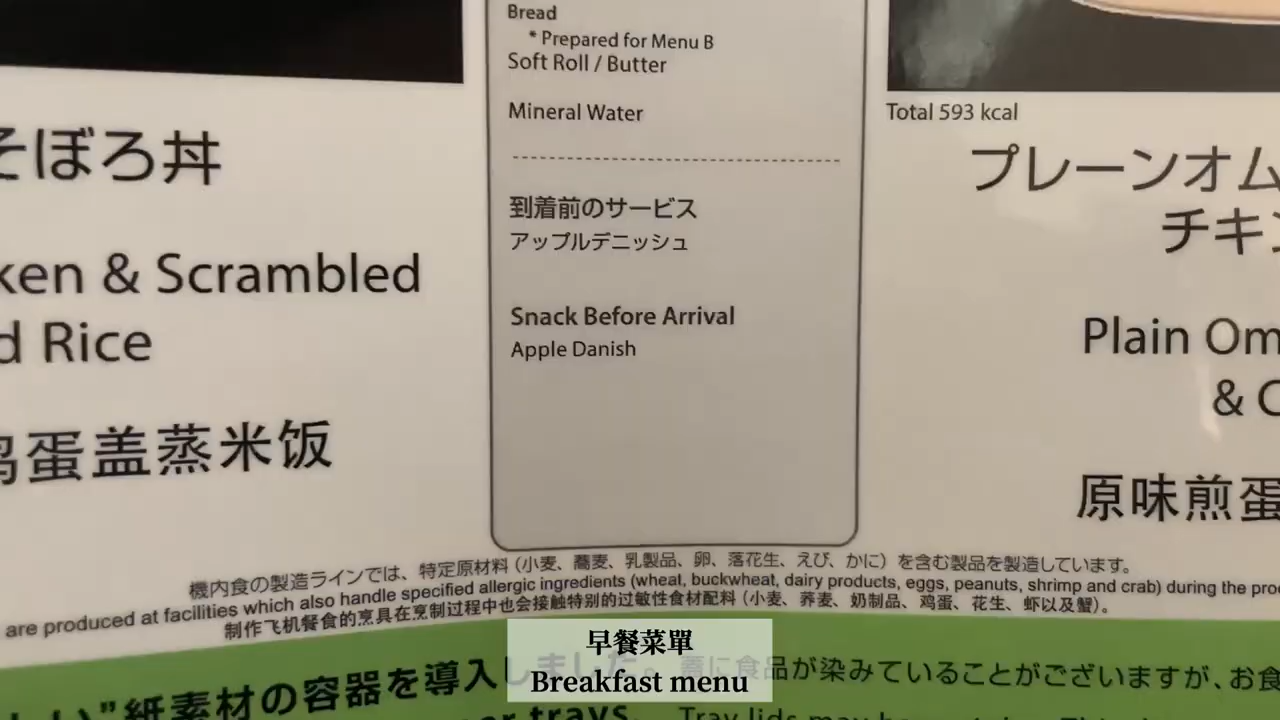 そぼろ丼
& Scrambled
Rice
蛋盖蒸米饭
Bread
* Prepared for Menu B
Soft Roll / Butter
Mineral Water
到着前のサービス
アップルデニッシュ
Snack Before Arrival
Apple Danish
Total 593 kcal
プレーンオム
チキン
Plain Om
&
原味煎蛋
機内食の製造ラインでは、特定原材料（小麦、蕎麦、乳製品、卵、落花生、えび、かに）を含む製品を製造しています。
are produced at facilities which also handle specified allergic ingredients (wheat, buckwheat, dairy products, eggs, peanuts, shrimp and crab) during the
制作飞机餐食的烹具在烹制过程中也会接触特别的过敏性食材配料（小麦、荞麦、奶制品、鸡蛋、花生、虾以及蟹）。
"紙素材の容器を導入しました。
蓋に食品が染みていることがございますが、お食
trays.
Tray lids may
早餐菜單
Breakfast menu